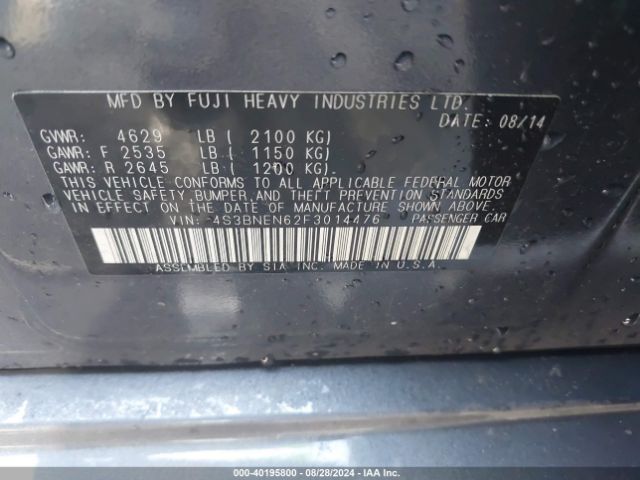 MFD BY FUJI HEAVY INDUSTRIES LTD.
DATE: 08/14
GVWR: 4629 LB ( 2100 KG)
GAWR: F 2535 LB ( 1150 KG)
GAWR: R 2645 LB ( 1200 KG)
THIS VEHICLE CONFORMS TO ALL APPLICABLE FEDERAL MOTOR
VEHICLE SAFETY, BUMPER, AND THEFT PREVENTION STANDARDS
IN EFFECT ON THE DATE OF MANUFACTURE SHOWN ABOVE.
VIN: 4S3BNEN62F3014476 PASSENGER CAR
ASSEMBLED BY SIA INC. MADE IN U.S.A
000-40195800 - 08/28/2024 - IAA Inc.